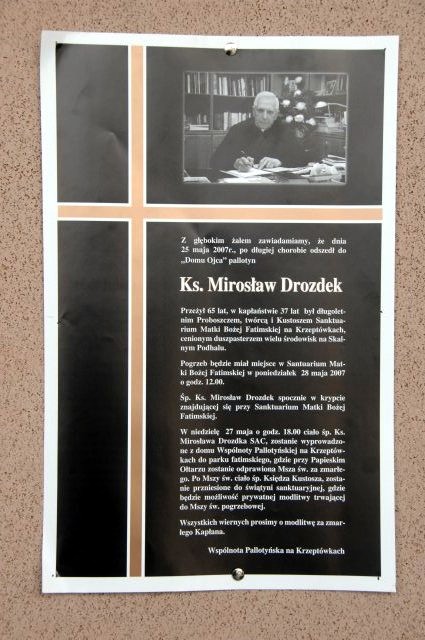 Z głębokim żalem zawiadamiamy, że dnia
25 maja 2007r., po długiej chorobie odszedł do
„Domu Ojca” pallotyn
Ks. Mirosław Drozdek
Przeżył 65 lat, w kapłaństwie 37 lat był długolet-
nim Proboszczem, twórcą i Kustoszem Sanktua-
rium Matki Bożej Fatimskiej na Krzeptówkach,
cenionym duszpasterzem wielu środowisk na Skal-
nym Podhalu.
Pogrzeb będzie miał miejsce w Santuarium Mat-
ki Bożej Fatimskiej w poniedziałek 28 maja 2007
o godz. 12.00.
Śp. Ks. Mirosław Drozdek spocznie w krypcie
znajdującej się przy Sanktuarium Matki Bożej
Fatimskiej.
W niedzielę 27 maja o godz. 18.00 ciało śp. Ks.
Mirosława Drozdka SAC, zostanie wyprowadzo-
ne z domu Wspólnoty Pallotyńskiej na Krzeptów-
kach do parku fatimskiego, gdzie przy Papieskim
Ołtarzu zostanie odprawiona Msza św. za zmarłe-
go. Po Mszy św. ciało śp. Księdza Kustosza, zosta-
nie przniesione do świątyni sanktuaryjnej, gdzie
będzie możliwość prywatnej modlitwy trwającej
do Mszy św. pogrzebowej.
Wszystkich wiernych prosimy o modlitwę za zmar-
łego Kapłana.
Wspólnota Pallotyńska na Krzeptówkach